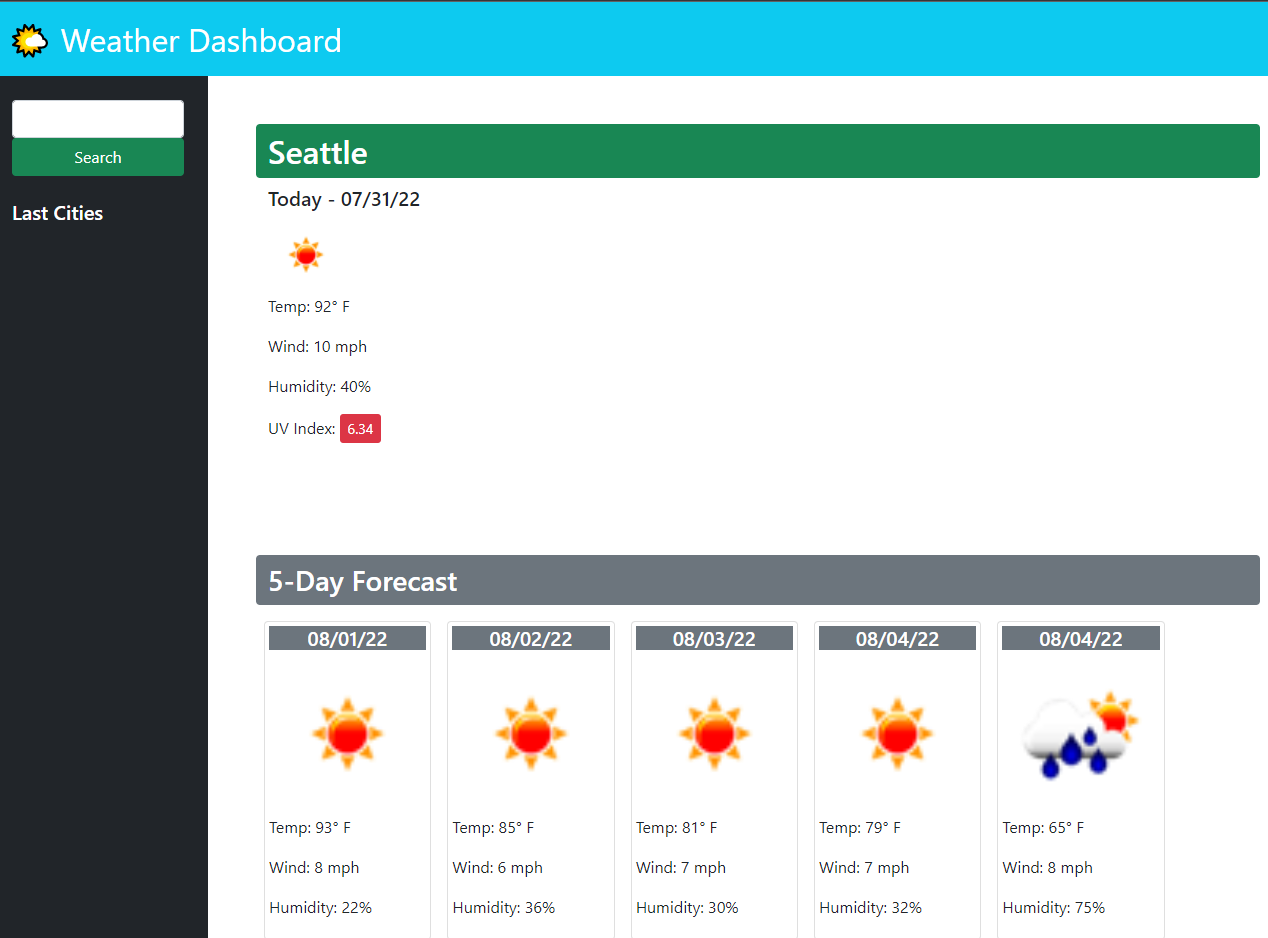 Weather Dashboard
Search
Last Cities
Seattle
Today - 07/31/22
Temp: 92° F
Wind: 10 mph
Humidity: 40%
UV Index: 6.34
5-Day Forecast
08/01/22
Temp: 93° F
Wind: 8 mph
Humidity: 22%
08/02/22
Temp: 85° F
Wind: 6 mph
Humidity: 36%
08/03/22
Temp: 81° F
Wind: 7 mph
Humidity: 30%
08/04/22
Temp: 79° F
Wind: 7 mph
Humidity: 32%
08/04/22
Temp: 65° F
Wind: 8 mph
Humidity: 75%